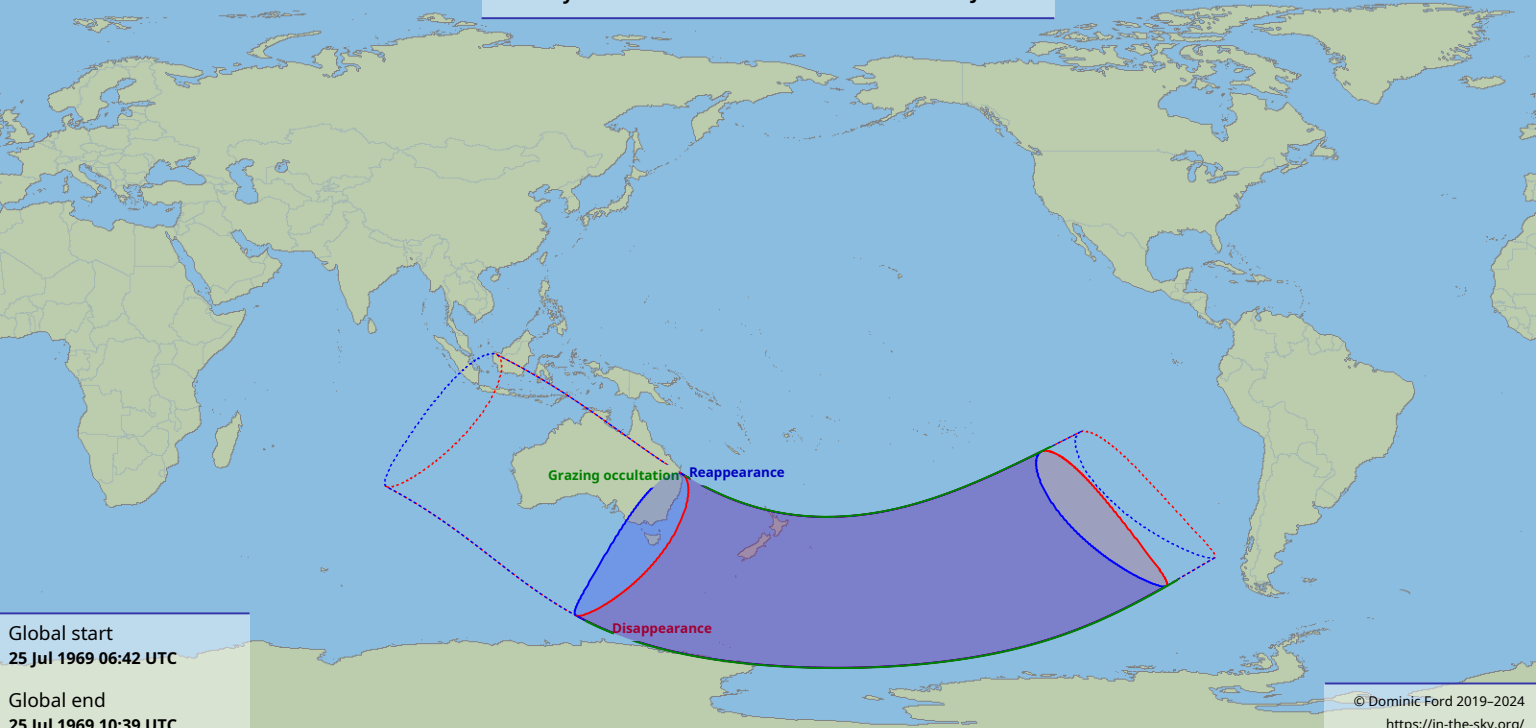 Grazing occultation
Reappearance
Disappearance
Global start
25 Jul 1969 06:42 UTC
Global end
25 Jul 1969 10:39 UTC
© Dominic Ford 2019–2024
https://in-the-sky.org/